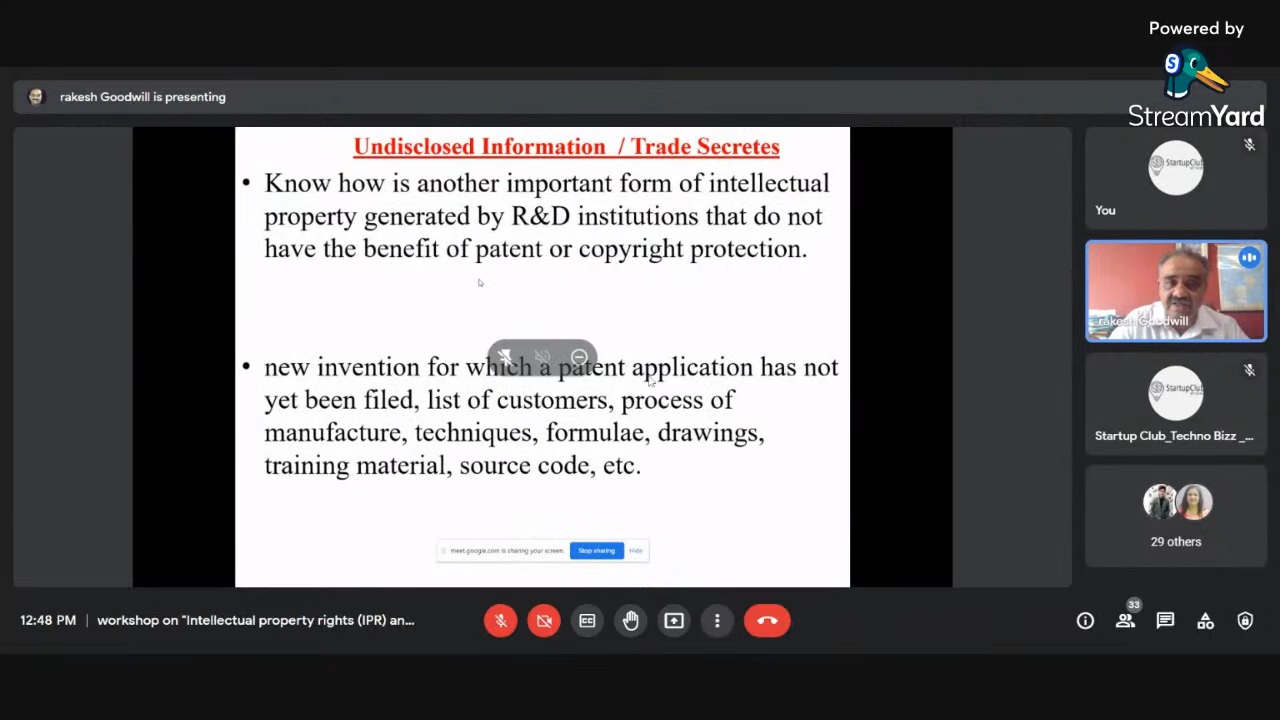 Powered by
StreamYard
rakesh Goodwill is presenting
Undisclosed Information / Trade Secretes
• Know how is another important form of intellectual
property generated by R&D institutions that do not
have the benefit of patent or copyright protection.
• new invention for which a patent application has not
yet been filed, list of customers, process of
manufacture, techniques, formulae, drawings,
training material, source code, etc.
meet.google.com is sharing your screen. Stop sharing Hide
StartupClub
You
rakesh Goodwill
StartupClub
Startup Club_Techno Bizz _...
29 others
12:48 PM | workshop on "Intellectual property rights (IPR) an...
33